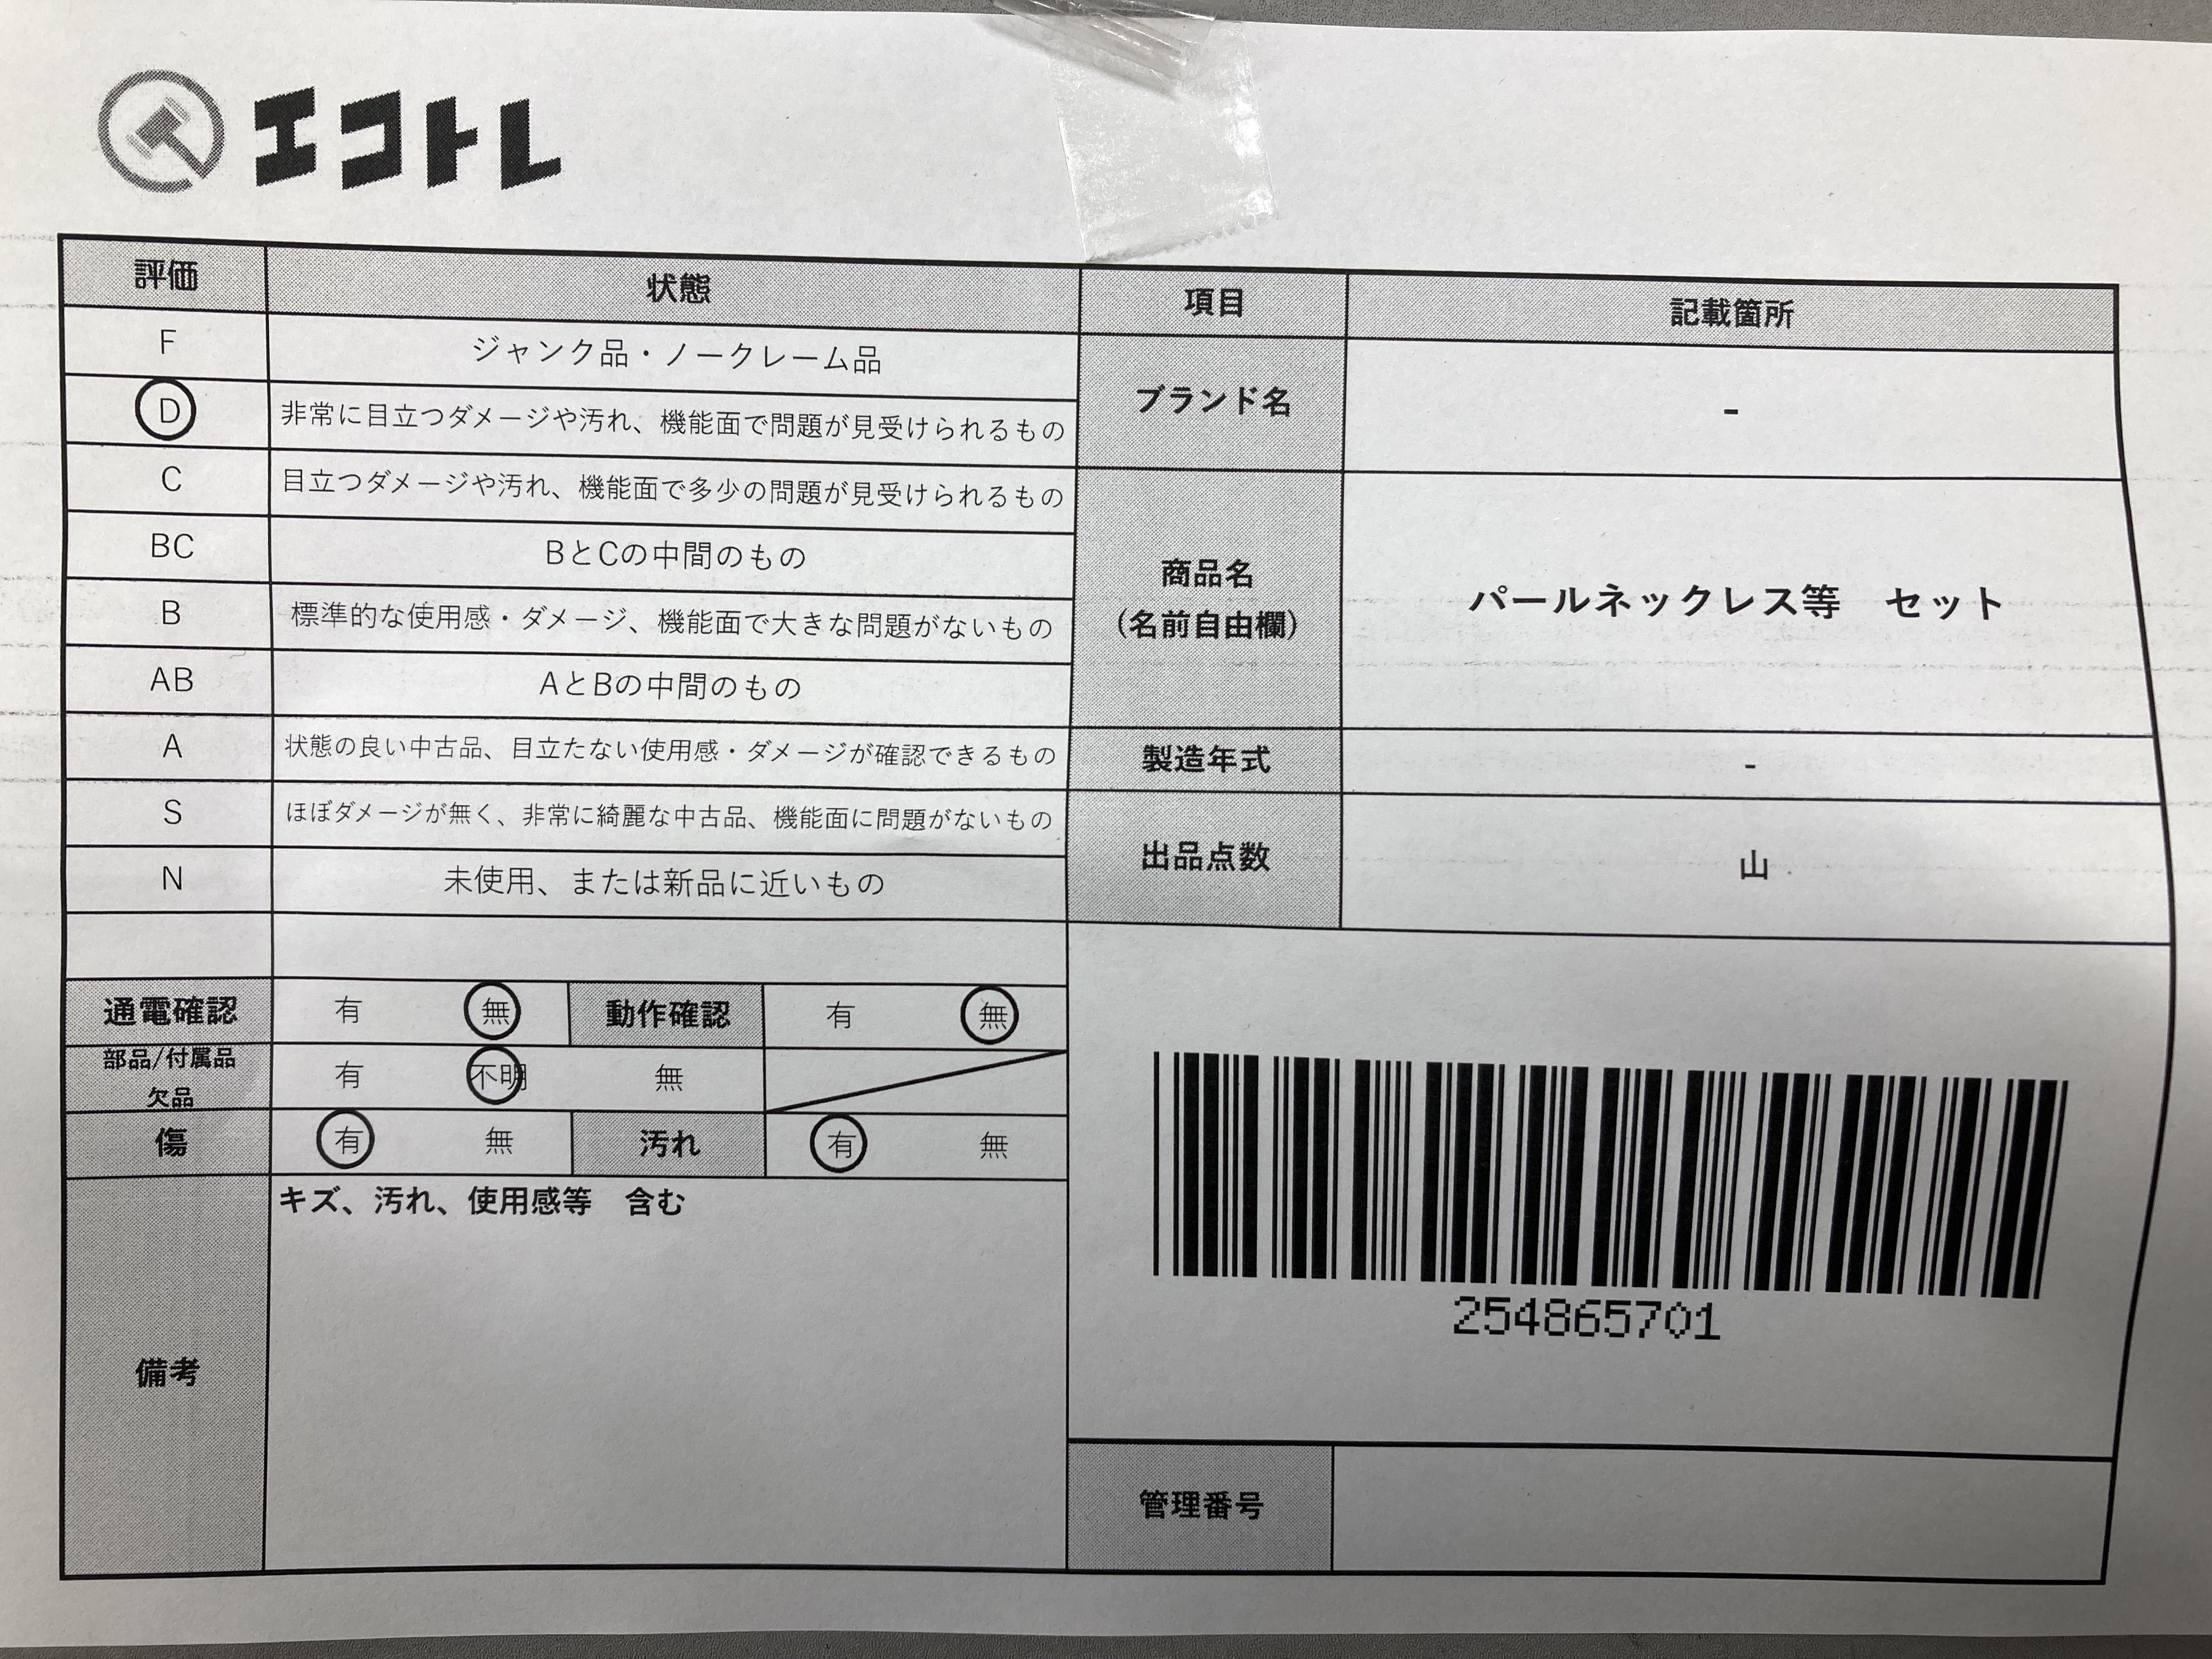 エコトレ
評価 状態 項目 記載箇所
F ジャンク品・ノークレーム品
D 非常に目立つダメージや汚れ、機能面で問題が見受けられるもの
ブランド名 -
C 目立つダメージや汚れ、機能面で多少の問題が見受けられるもの
BC BとCの中間のもの
B 標準的な使用感・ダメージ、機能面で大きな問題がないもの
商品名
（名前自由欄）
パールネックレス等　セット
AB AとBの中間のもの
A 状態の良い中古品、目立たない使用感・ダメージが確認できるもの
製造年式 -
S ほぼダメージが無く、非常に綺麗な中古品、機能面に問題がないもの
N 未使用、または新品に近いもの
出品点数 山
通電確認 有 無 動作確認 有 無
部品/付属品
欠品
有 不明 無
傷 有 無 汚れ 有 無
備考
キズ、汚れ、使用感等　含む
254865701
管理番号